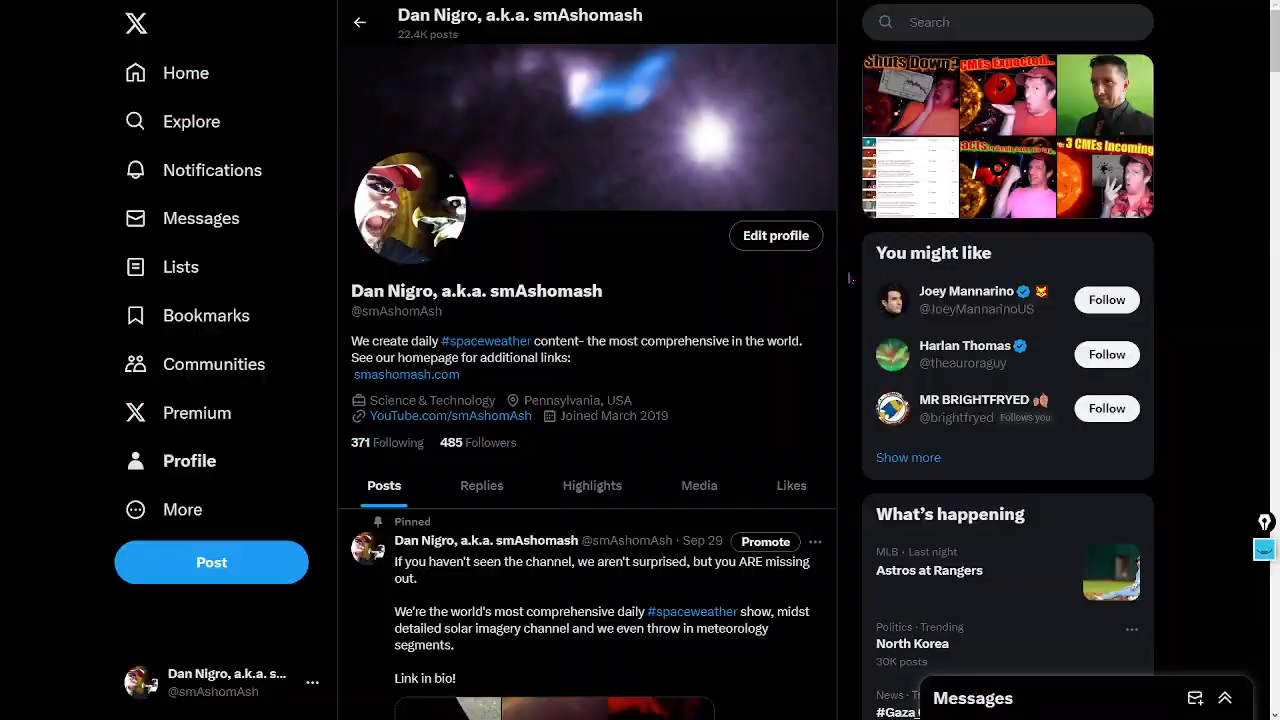 Home
Explore
Notifications
Messages
Lists
Bookmarks
Communities
Premium
Profile
More
Post
Dan Nigro, a.k.a. s...
@smAshomAsh
Dan Nigro, a.k.a. smAshomash
22.4K posts
Edit profile
Dan Nigro, a.k.a. smAshomash
@smAshomAsh
We create daily #spaceweather content- the most comprehensive in the world.
See our homepage for additional links:
smashomash.com
Science & Technology Pennsylvania, USA
YouTube.com/smAshomAsh Joined March 2019
371 Following 485 Followers
Posts Replies Highlights Media Likes
Pinned
Dan Nigro, a.k.a. smAshomash @smAshomAsh · Sep 29 Promote
If you haven't seen the channel, we aren't surprised, but you ARE missing
out.
We're the world's most comprehensive daily #spaceweather show, midst
detailed solar imagery channel and we even throw in meteorology
segments.
Link in bio!
Search
Shuts Down?
CMEs Expected...
3 CMEs Incoming
You might like
Joey Mannarino
@JoeyMannarinoUS
Follow
Harlan Thomas
@theauroraguy
Follow
MR BRIGHTFRYED
@brightfryed Follows you
Follow
Show more
What's happening
MLB · Last night
Astros at Rangers
Politics · Trending
North Korea
30K posts
News · Tr
#Gaza
Messages